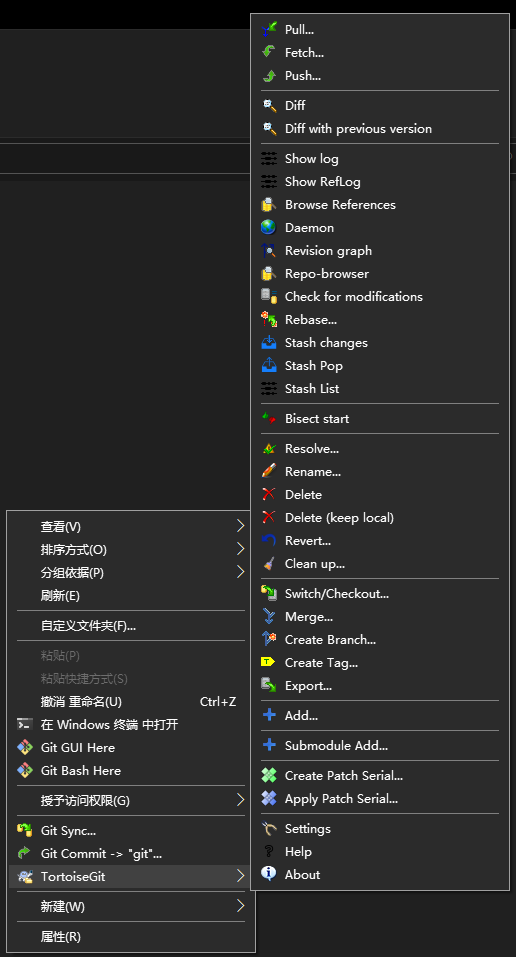 Pull...
Fetch...
Push...
Diff
Diff with previous version
Show log
Show RefLog
Browse References
Daemon
Revision graph
Repo-browser
Check for modifications
Rebase...
Stash changes
Stash Pop
Stash List
Bisect start
Resolve...
Rename...
Delete
Delete (keep local)
Revert...
Clean up...
Switch/Checkout...
Merge...
Create Branch...
Create Tag...
Export...
Add...
Submodule Add...
Create Patch Serial...
Apply Patch Serial...
Settings
Help
About
查看(V)
排序方式(O)
分组依据(P)
刷新(E)
自定义文件夹(F)...
粘贴(P)
粘贴快捷方式(S)
撤消 重命名(U) Ctrl+Z
在 Windows 终端 中打开
Git GUI Here
Git Bash Here
授予访问权限(G)
Git Sync...
Git Commit -> "git"...
TortoiseGit
新建(W)
属性(R)